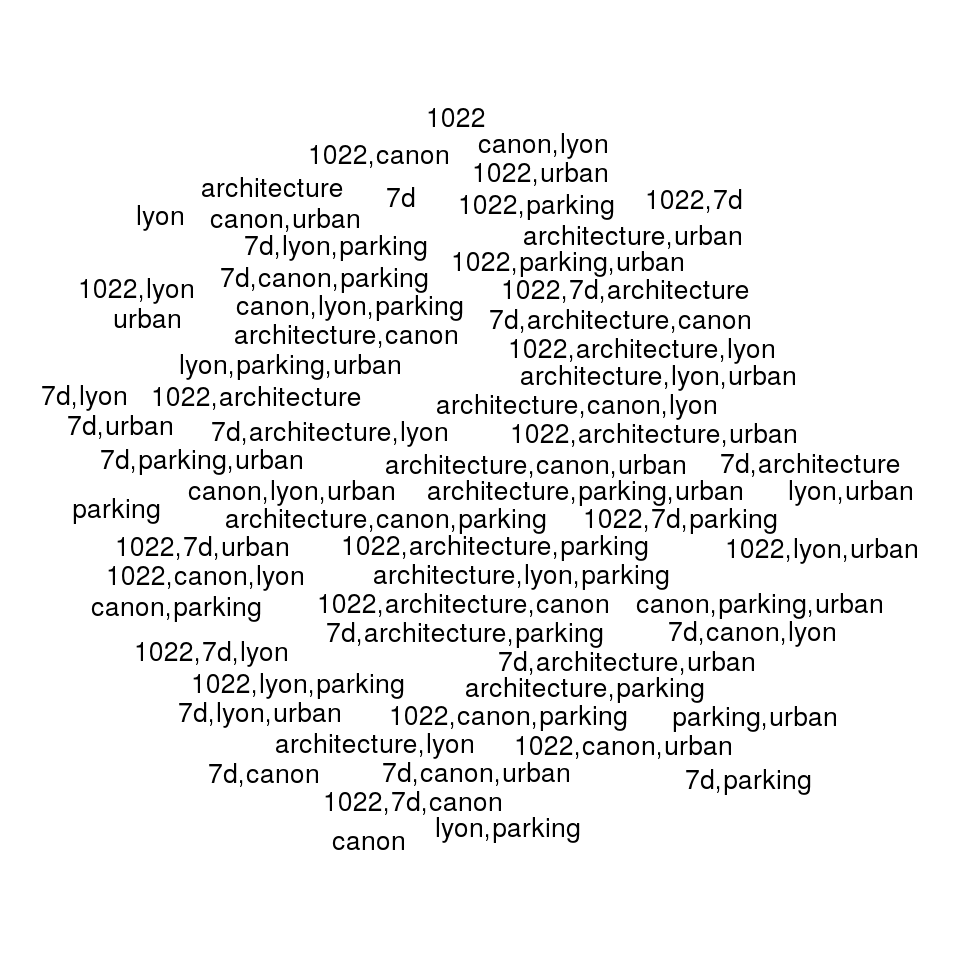 1022
canon,lyon
1022,canon
1022,urban
architecture
7d
1022,parking
1022,7d
lyon
canon,urban
architecture,urban
7d,lyon,parking
1022,parking,urban
7d,canon,parking
1022,lyon
1022,7d,architecture
canon,lyon,parking
urban
7d,architecture,canon
architecture,canon
1022,architecture,lyon
lyon,parking,urban
architecture,lyon,urban
7d,lyon
1022,architecture
architecture,canon,lyon
7d,urban
7d,architecture,lyon
1022,architecture,urban
7d,parking,urban
architecture,canon,urban
7d,architecture
canon,lyon,urban
architecture,parking,urban
lyon,urban
parking
architecture,canon,parking
1022,7d,parking
1022,7d,urban
1022,architecture,parking
1022,lyon,urban
1022,canon,lyon
architecture,lyon,parking
canon,parking
1022,architecture,canon
canon,parking,urban
7d,architecture,parking
7d,canon,lyon
1022,7d,lyon
7d,architecture,urban
1022,lyon,parking
architecture,parking
7d,lyon,urban
1022,canon,parking
parking,urban
architecture,lyon
1022,canon,urban
7d,canon
7d,canon,urban
7d,parking
1022,7d,canon
lyon,parking
canon